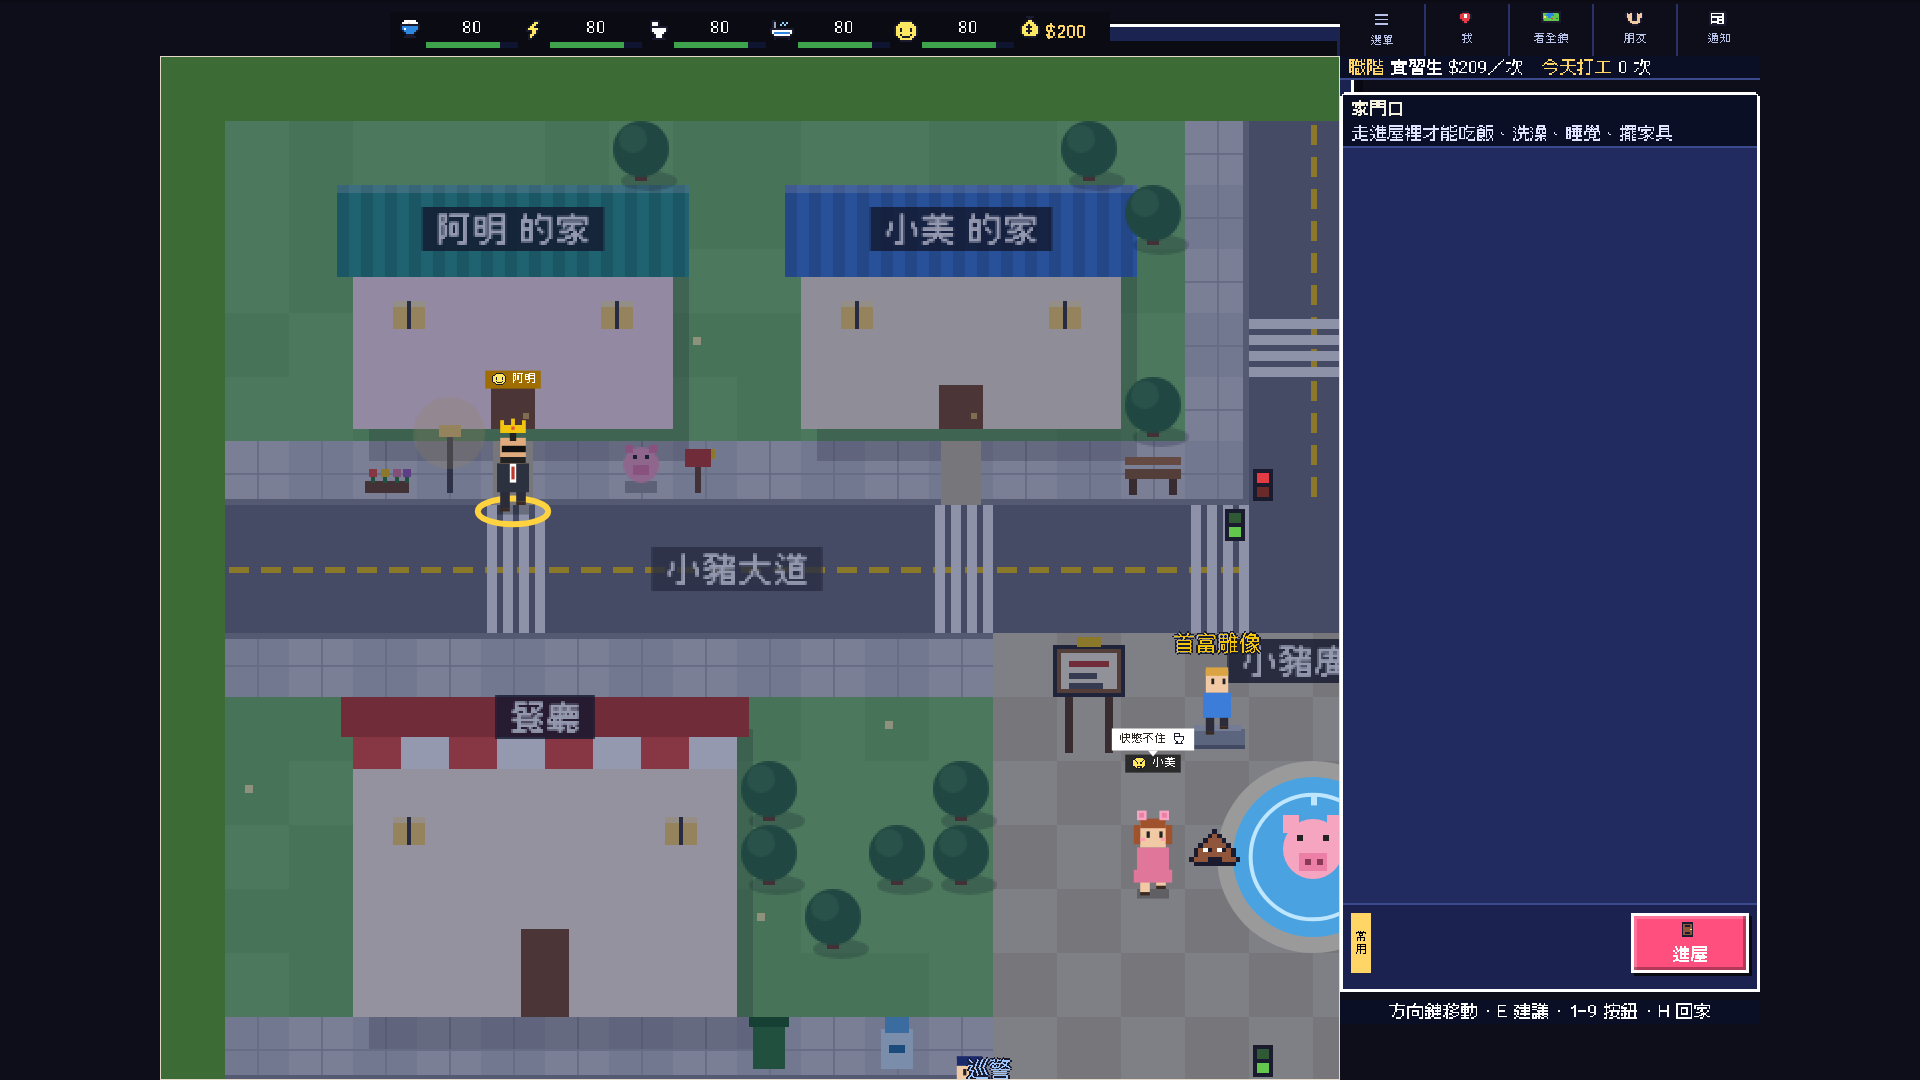 80 80 80 80 80 $200
選單 我 看全鎮 朋友 通知
職階 實習生 $209／次 今天打工 0 次
家門口
走進屋裡才能吃飯、洗澡、睡覺、擺家具
阿明 的家
小美 的家
阿明
小豬大道
首富雕像
小豬廣
餐廳
快憋不住
小美
常用
進屋
方向鍵移動 · E 建議 · 1-9 按鈕 · H 回家
巡警